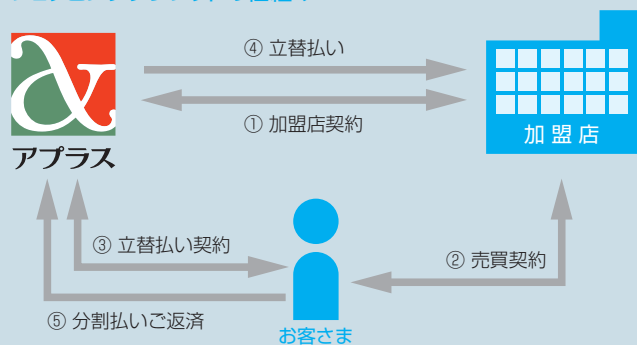 ④ 立替払い
① 加盟店契約
&
アプラス
加盟店
③ 立替払い契約
② 売買契約
⑤ 分割払いご返済
お客さま